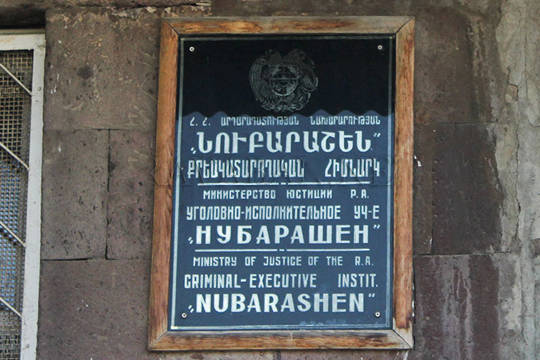 Հ.Հ. ԱՐԴԱՐԱԴԱՏՈՒԹՅԱՆ ՆԱԽԱՐԱՐՈՒԹՅՈՒՆ
„ՆՈՒԲԱՐԱՇԵՆ"
ՔՐԵԱԿԱՏԱՐՈՂԱԿԱՆ ՀԻՄՆԱՐԿ
МИНИСТЕРСТВО ЮСТИЦИИ Р.А.
УГОЛОВНО-ИСПОЛНИТЕЛЬНОЕ УЧ-Е
„НУБАРАШЕН"
MINISTRY OF JUSTICE OF THE R.A.
CRIMINAL-EXECUTIVE INSTIT.
„NUBARASHEN"